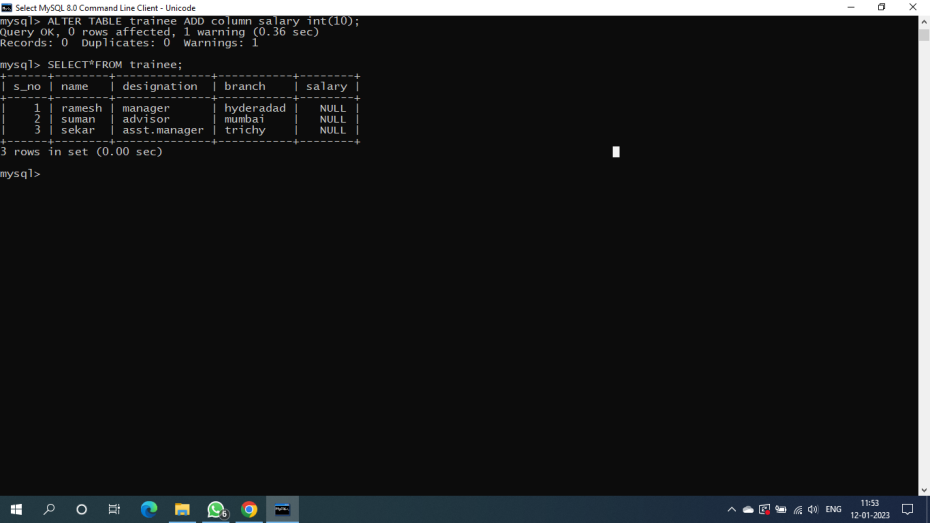 Select MySQL 8.0 Command Line Client - Unicode
mysql> ALTER TABLE trainee ADD column salary int(10);
Query OK, 0 rows affected, 1 warning (0.36 sec)
Records: 0  Duplicates: 0  Warnings: 1
mysql> SELECT*FROM trainee;
+------+--------+--------------+-----------+--------+
| s_no | name   | designation  | branch    | salary |
+------+--------+--------------+-----------+--------+
|    1 | ramesh | manager      | hyderadad |   NULL |
|    2 | suman  | advisor      | mumbai    |   NULL |
|    3 | sekar  | asst.manager | trichy    |   NULL |
+------+--------+--------------+-----------+--------+
3 rows in set (0.00 sec)
mysql>
6
ENG
11:53
12-01-2023